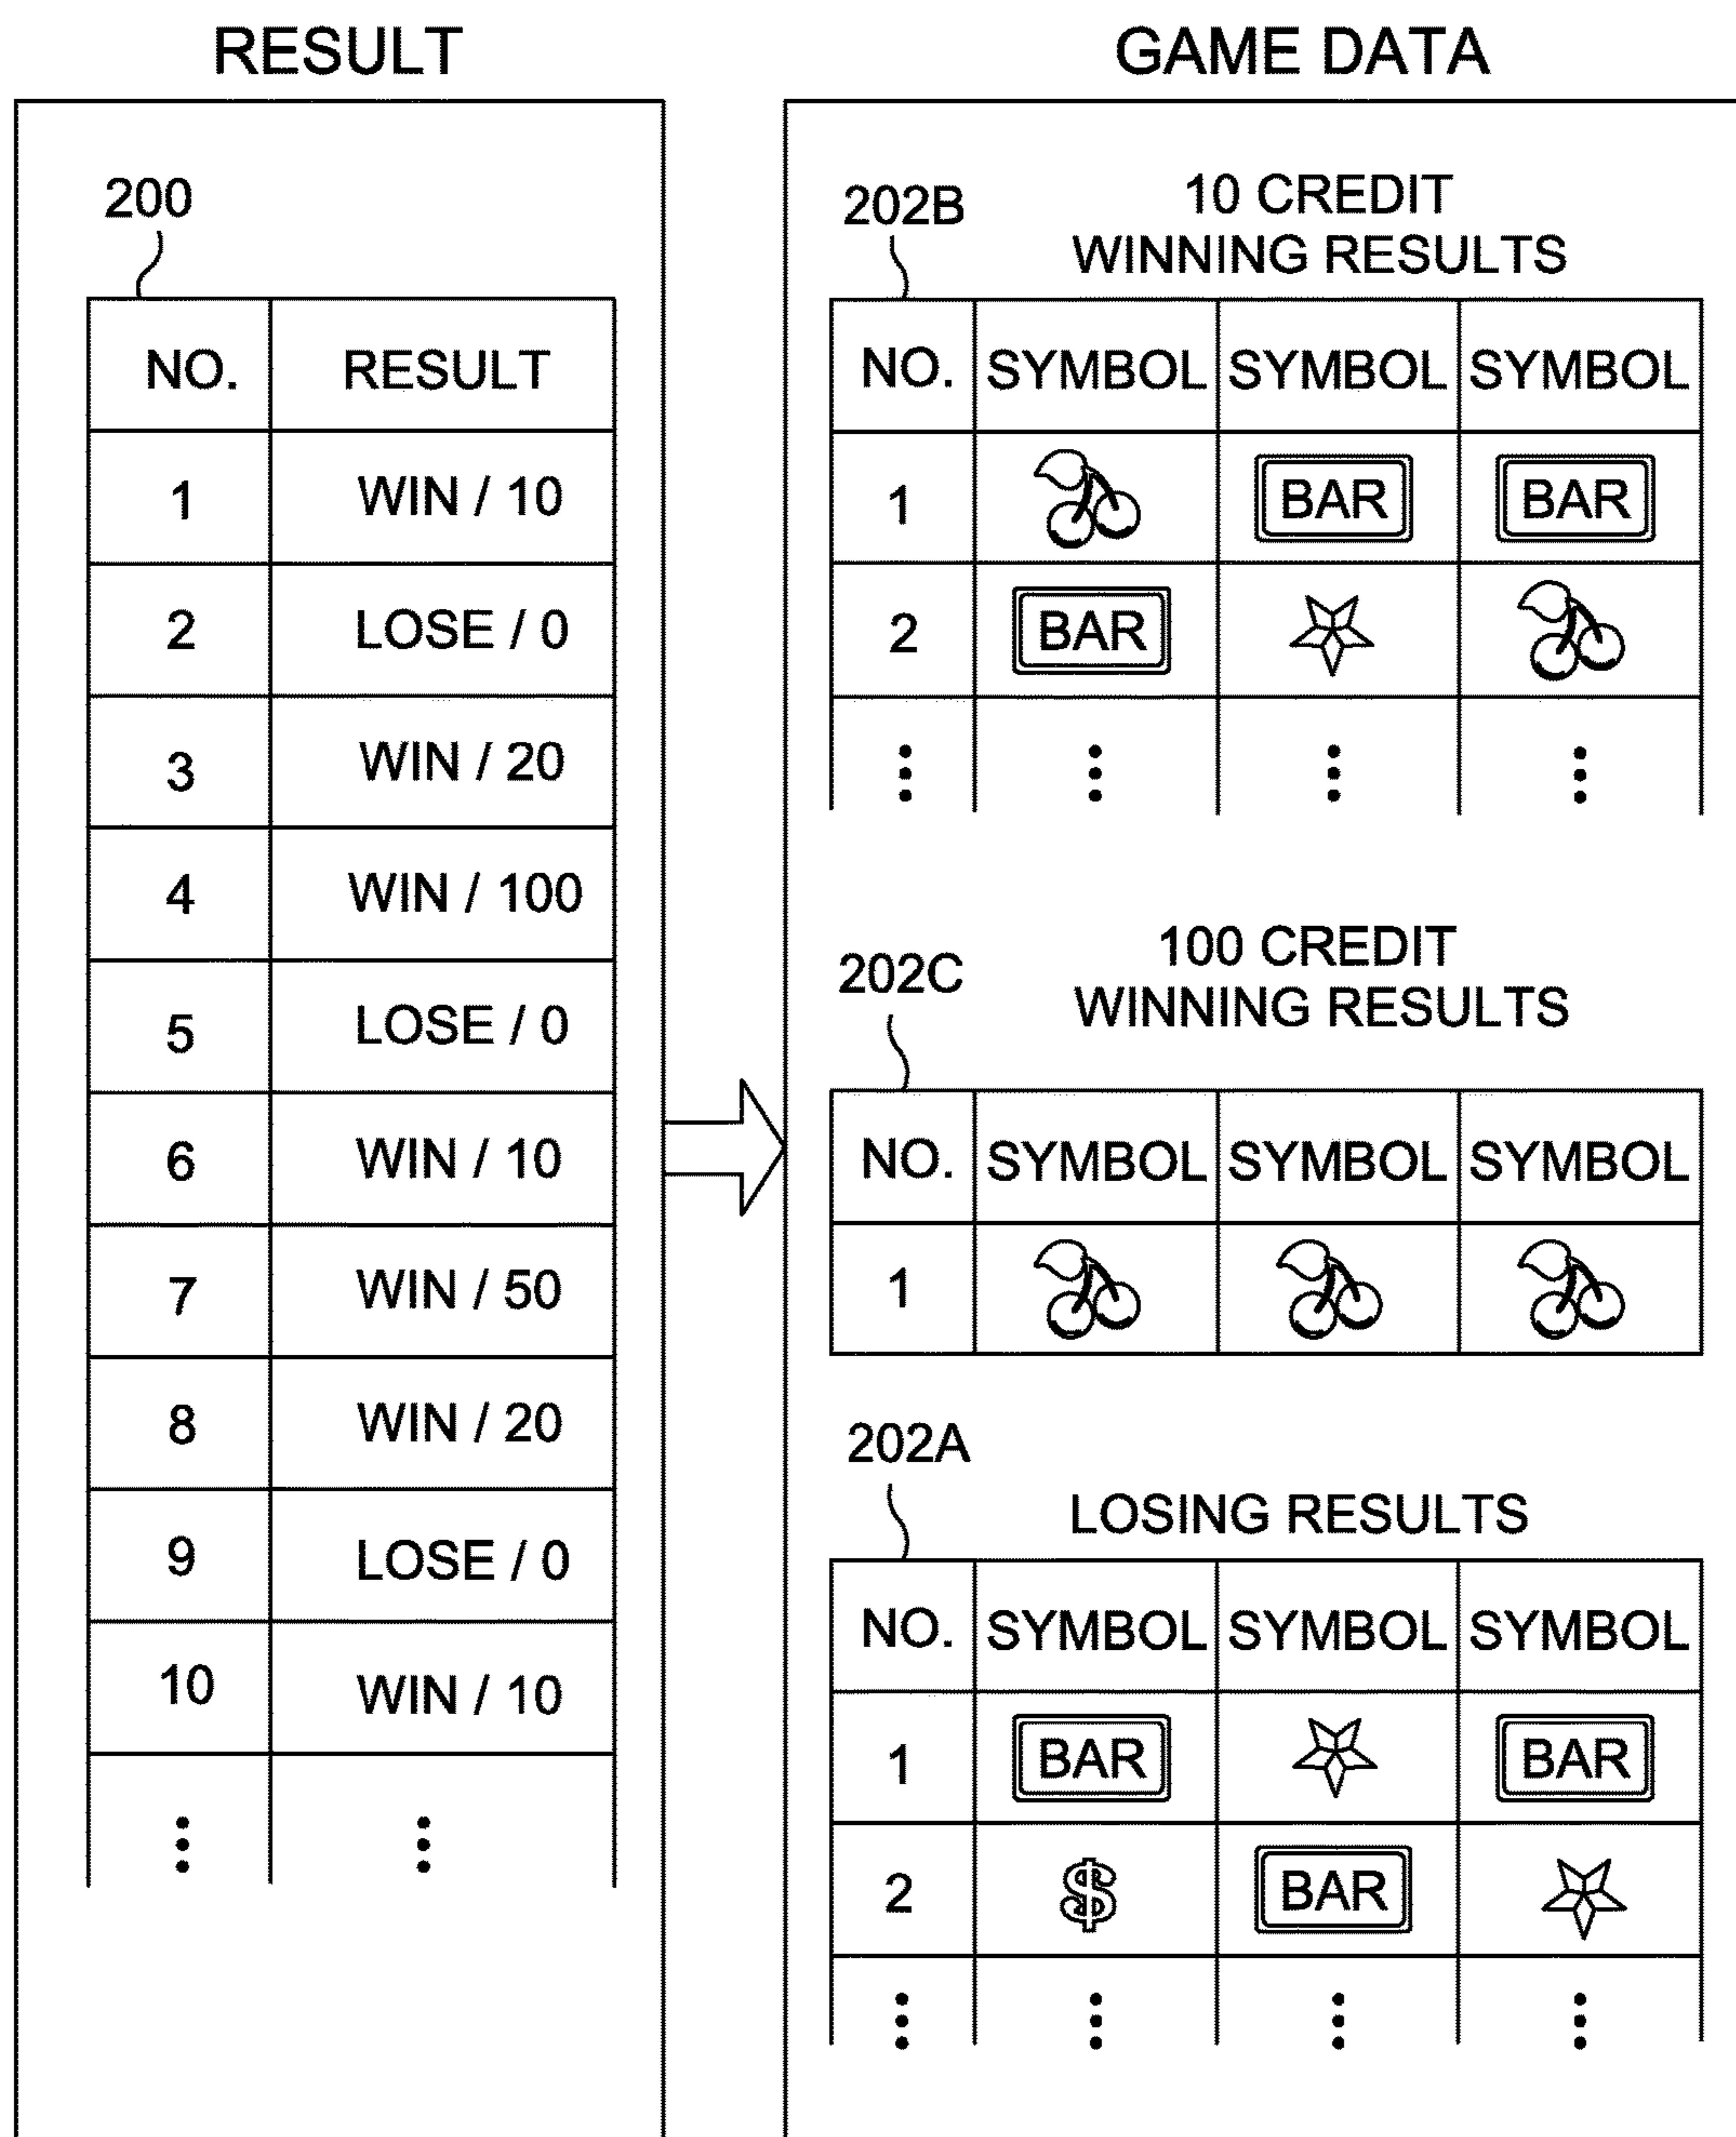 RESULT
200
NO. RESULT
1 WIN / 10
2 LOSE / 0
3 WIN / 20
4 WIN / 100
5 LOSE / 0
6 WIN / 10
7 WIN / 50
8 WIN / 20
9 LOSE / 0
10 WIN / 10
GAME DATA
202B
10 CREDIT
WINNING RESULTS
NO. SYMBOL SYMBOL SYMBOL
1 BAR BAR
2 BAR
202C
100 CREDIT
WINNING RESULTS
NO. SYMBOL SYMBOL SYMBOL
1
202A
LOSING RESULTS
NO. SYMBOL SYMBOL SYMBOL
1 BAR BAR
2 $ BAR